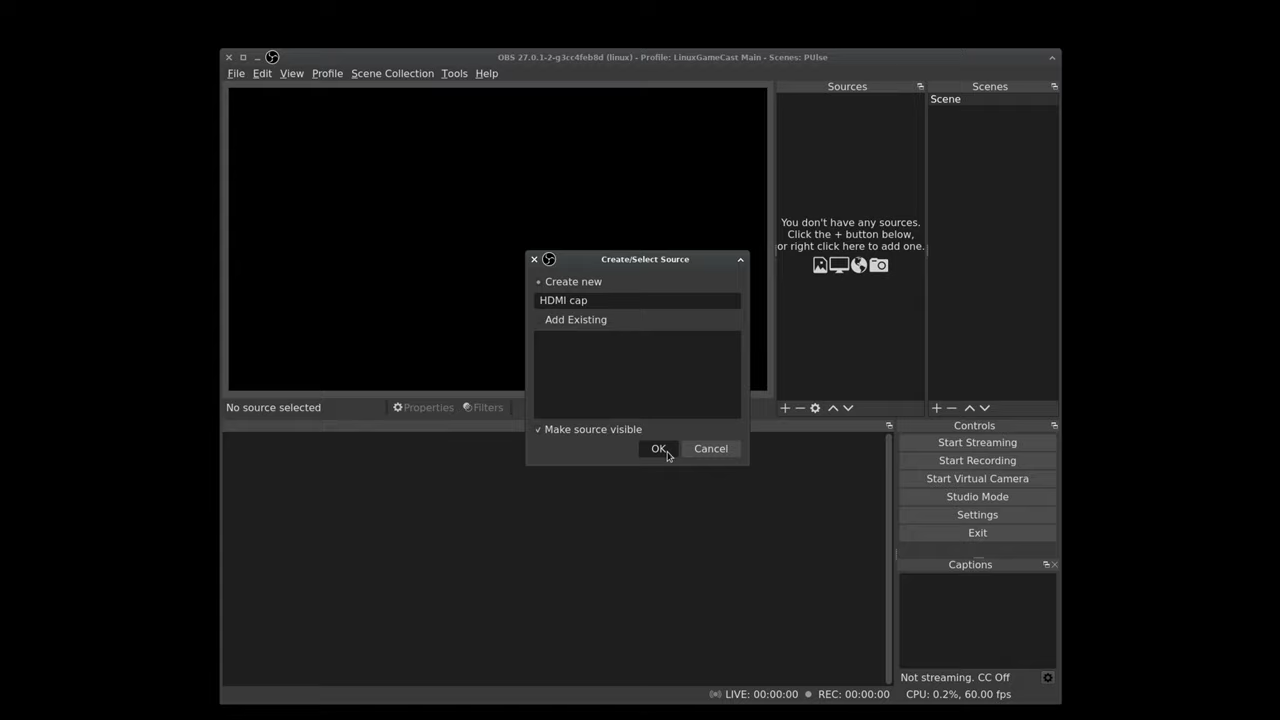 OBS 27.0.1-2-g3cc4feb8d (linux) - Profile: LinuxGameCast Main - Scenes: PUlse
File Edit View Profile Scene Collection Tools Help
Sources
Scenes
Scene
You don't have any sources.
Click the + button below,
or right click here to add one.
Create/Select Source
Create new
HDMI cap
Add Existing
Make source visible
OK Cancel
No source selected
Properties Filters
Controls
Start Streaming
Start Recording
Start Virtual Camera
Studio Mode
Settings
Exit
Captions
Not streaming. CC Off
LIVE: 00:00:00 REC: 00:00:00 CPU: 0.2%, 60.00 fps